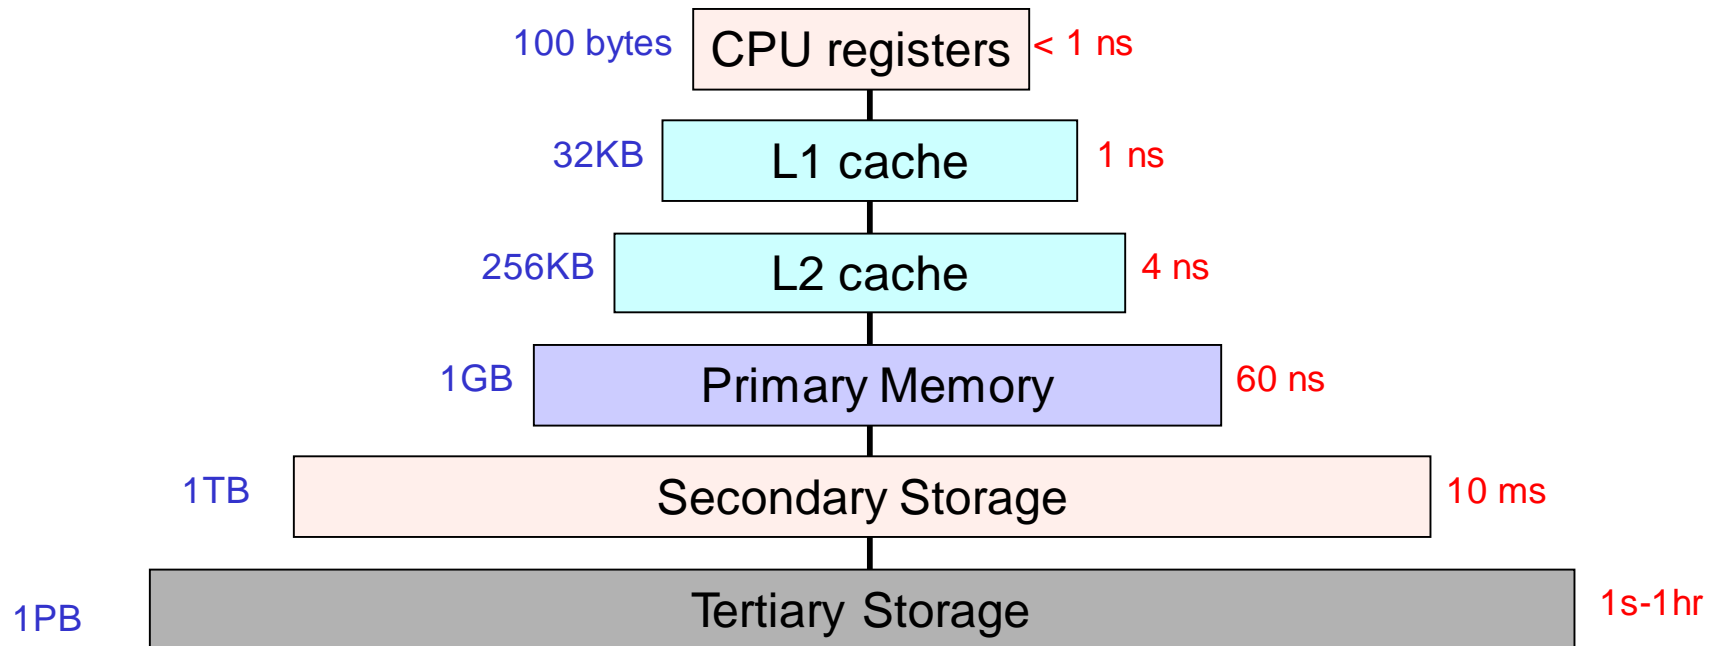 100 bytes CPU registers < 1 ns
32KB L1 cache 1 ns
256KB L2 cache 4 ns
1GB Primary Memory 60 ns
1TB Secondary Storage 10 ms
1PB Tertiary Storage 1s-1hr